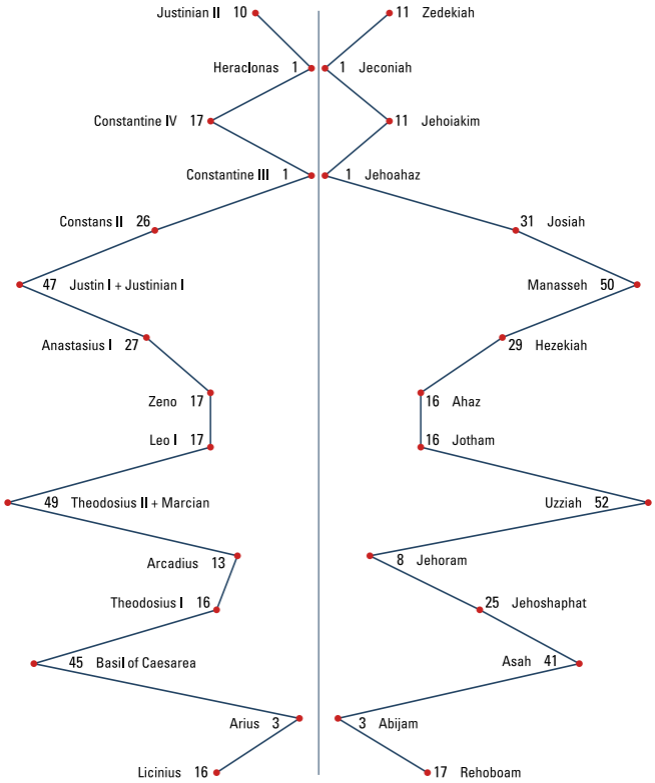 Justinian II 10 11 Zedekiah
Heraclonas 1 1 Jeconiah
Constantine IV 17 11 Jehoiakim
Constantine III 1 1 Jehoahaz
Constans II 26 31 Josiah
47 Justin I + Justinian I Manasseh 50
Anastasius I 27 29 Hezekiah
Zeno 17 16 Ahaz
Leo I 17 16 Jotham
49 Theodosius II + Marcian Uzziah 52
Arcadius 13 8 Jehoram
Theodosius I 16 25 Jehoshaphat
45 Basil of Caesarea Asah 41
Arius 3 3 Abijam
Licinius 16 17 Rehoboam